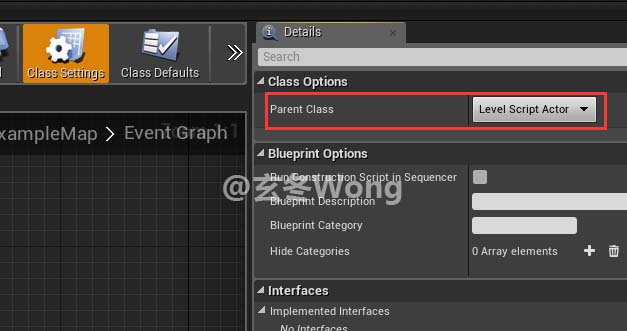 Details
Search
Class Settings
Class Defaults
Class Options
Parent Class
Level Script Actor
xampleMap > Event Graph
Blueprint Options
Run Construction Script in Sequencer
@玄冬Wong
Blueprint Description
Blueprint Category
Hide Categories
0 Array elements
Interfaces
Implemented Interfaces
No Interfaces